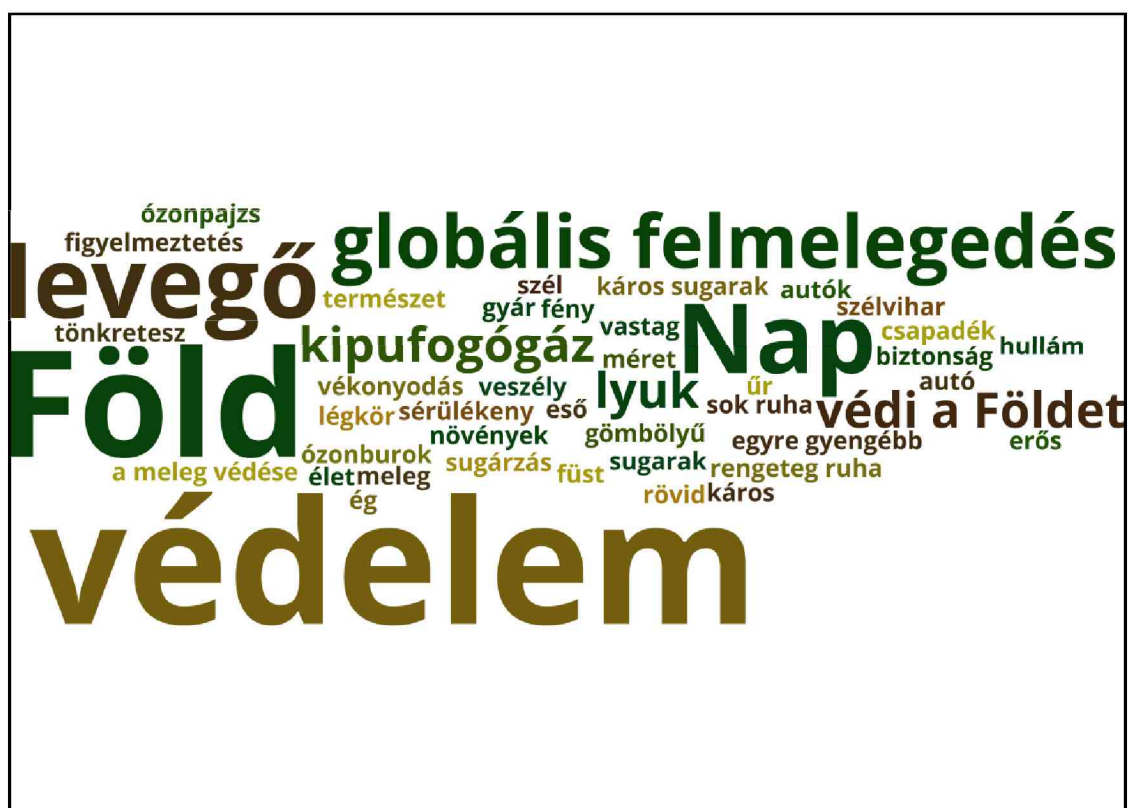 ózonpajzs
figyelmeztetés
levegő
tönkretesz
globális felmelegedés
természet
szél
káros sugarak
autók
gyár
fény
szélvihar
vastag
Nap
csapadék
kipufogógáz
méret
biztonság
hullám
Föld
vékonyodás
veszély
lyuk
űr
autó
légkör
sérülékeny
eső
sok ruha
védi a Földet
növények
gömbölyű
egyre gyengébb
erős
a meleg védése
ózonburok
sugárzás
sugarak
rengeteg ruha
élet
meleg
füst
rövid
káros
ég
védelem